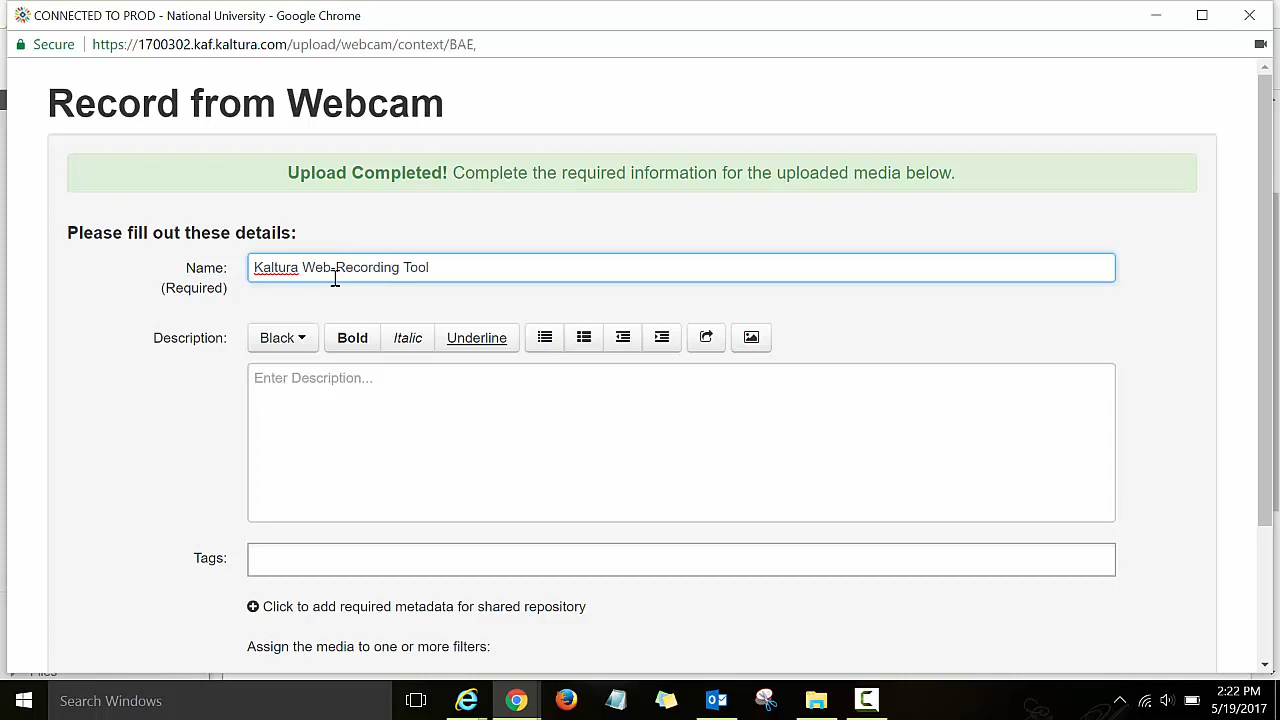 CONNECTED TO PROD - National University - Google Chrome
Secure https://1700302.kaf.kaltura.com/upload/webcam/context/BAE,
Record from Webcam
Upload Completed! Complete the required information for the uploaded media below.
Please fill out these details:
Name: Kaltura Web-Recording Tool
(Required)
Description: Black Bold Italic Underline
Enter Description...
Tags:
Click to add required metadata for shared repository
Assign the media to one or more filters:
Files
Search Windows
2:22 PM
5/19/2017